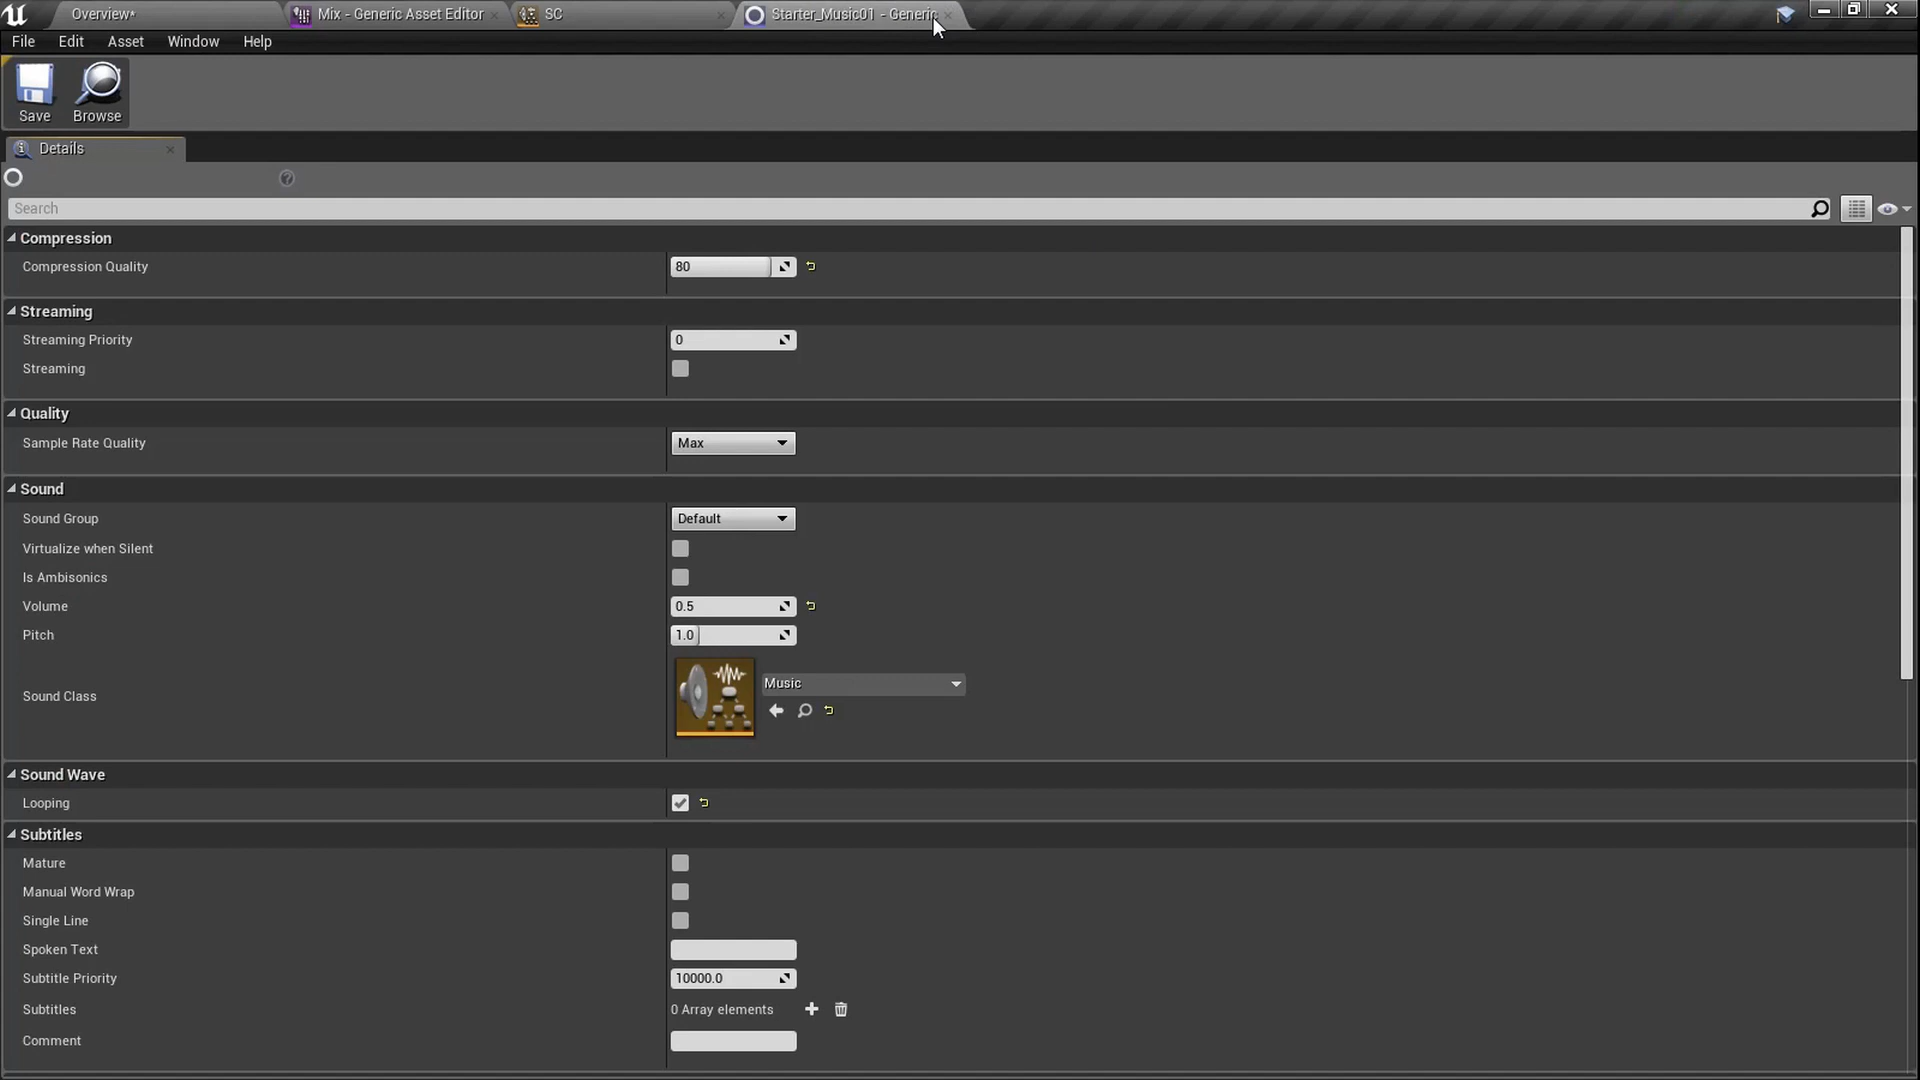 Overview*
Mix - Generic Asset Editor
SC
Starter_Music01 - Generic
File Edit Asset Window Help
Save Browse
Details
Search
Compression
Compression Quality 80
Streaming
Streaming Priority 0
Streaming
Quality
Sample Rate Quality Max
Sound
Sound Group Default
Virtualize when Silent
Is Ambisonics
Volume 0.5
Pitch 1.0
Sound Class Music
Sound Wave
Looping
Subtitles
Mature
Manual Word Wrap
Single Line
Spoken Text
Subtitle Priority 10000.0
Subtitles 0 Array elements
Comment